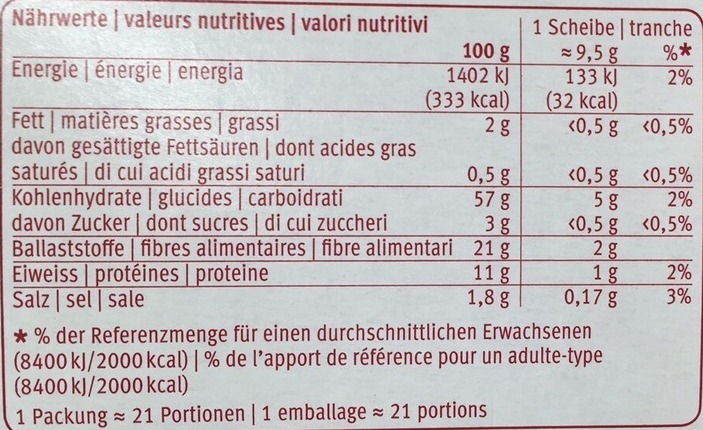 Nährwerte | valeurs nutritives | valori nutritivi 1 Scheibe | tranche
100 g ≈ 9,5 g %*
Energie | énergie | energia 1402 kJ 133 kJ 2%
(333 kcal) (32 kcal)
Fett | matières grasses | grassi 2 g <0,5 g <0,5%
davon gesättigte Fettsäuren | dont acides gras
saturés | di cui acidi grassi saturi 0,5 g <0,5 g <0,5%
Kohlenhydrate | glucides | carboidrati 57 g 5 g 2%
davon Zucker | dont sucres | di cui zuccheri 3 g <0,5 g <0,5%
Ballaststoffe | fibres alimentaires | fibre alimentari 21 g 2 g
Eiweiss | protéines | proteine 11 g 1 g 2%
Salz | sel | sale 1,8 g 0,17 g 3%
* % der Referenzmenge für einen durchschnittlichen Erwachsenen
(8400 kJ/2000 kcal) | % de l'apport de référence pour un adulte-type
(8400 kJ/2000 kcal)
1 Packung ≈ 21 Portionen | 1 emballage ≈ 21 portions